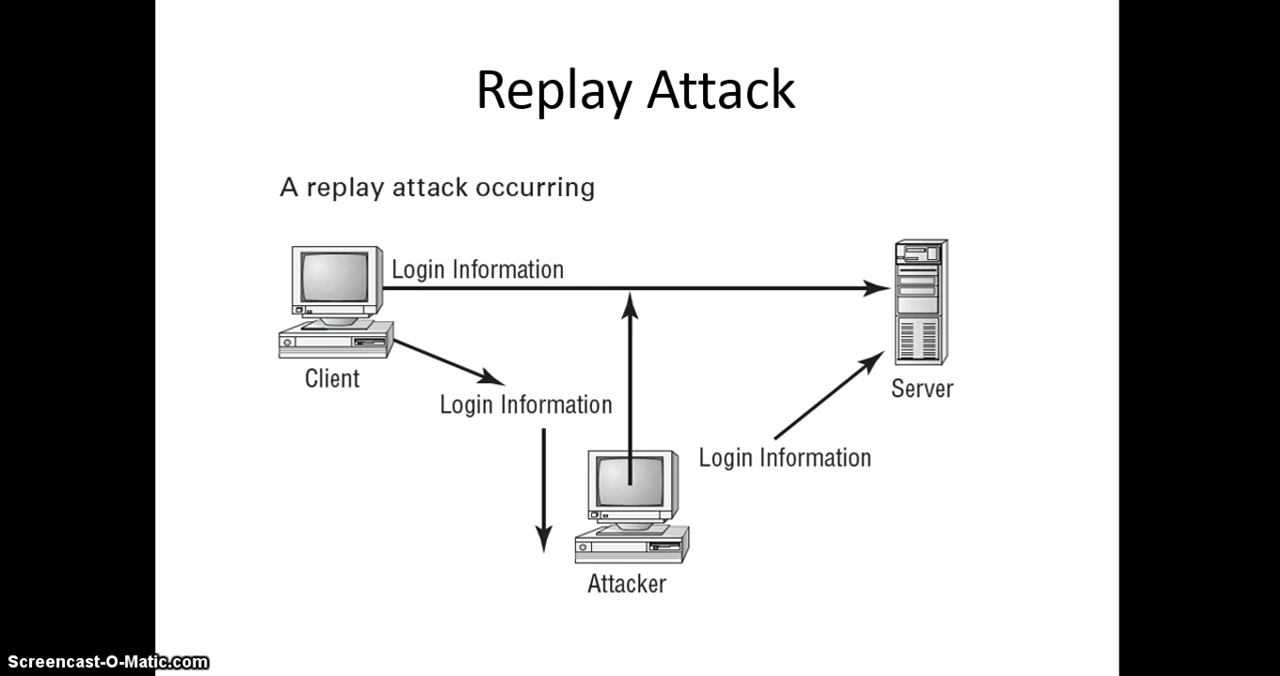 Replay Attack
A replay attack occurring
Login Information
Client
Login Information
Server
Login Information
Attacker
Screencast-O-Matic.com